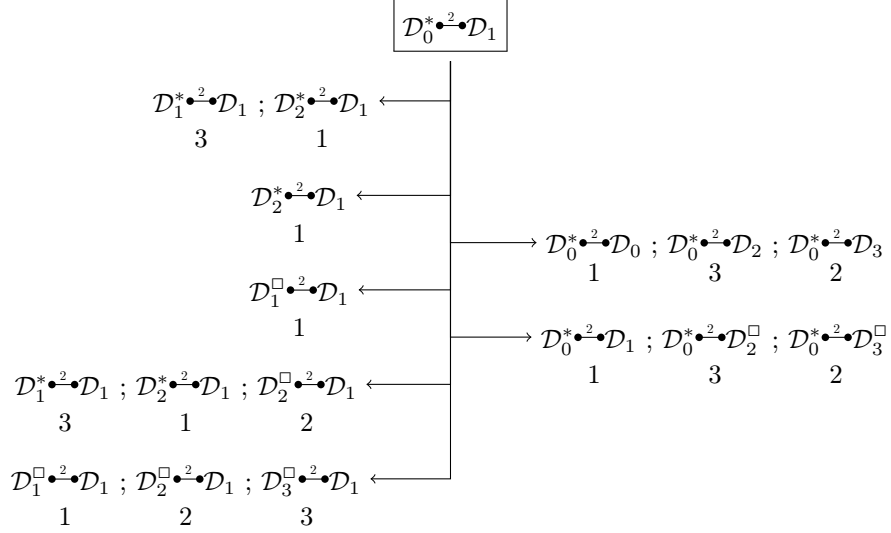 𝒟₀* •²• 𝒟₁
𝒟₁* •²• 𝒟₁ ; 𝒟₂* •²• 𝒟₁
3 1
𝒟₂* •²• 𝒟₁
1
𝒟₀* •²• 𝒟₀ ; 𝒟₀* •²• 𝒟₂ ; 𝒟₀* •²• 𝒟₃
1 3 2
𝒟₁□ •²• 𝒟₁
1
𝒟₀* •²• 𝒟₁ ; 𝒟₀* •²• 𝒟₂□ ; 𝒟₀* •²• 𝒟₃□
1 3 2
𝒟₁* •²• 𝒟₁ ; 𝒟₂* •²• 𝒟₁ ; 𝒟₂□ •²• 𝒟₁
3 1 2
𝒟₁□ •²• 𝒟₁ ; 𝒟₂□ •²• 𝒟₁ ; 𝒟₃□ •²• 𝒟₁
1 2 3